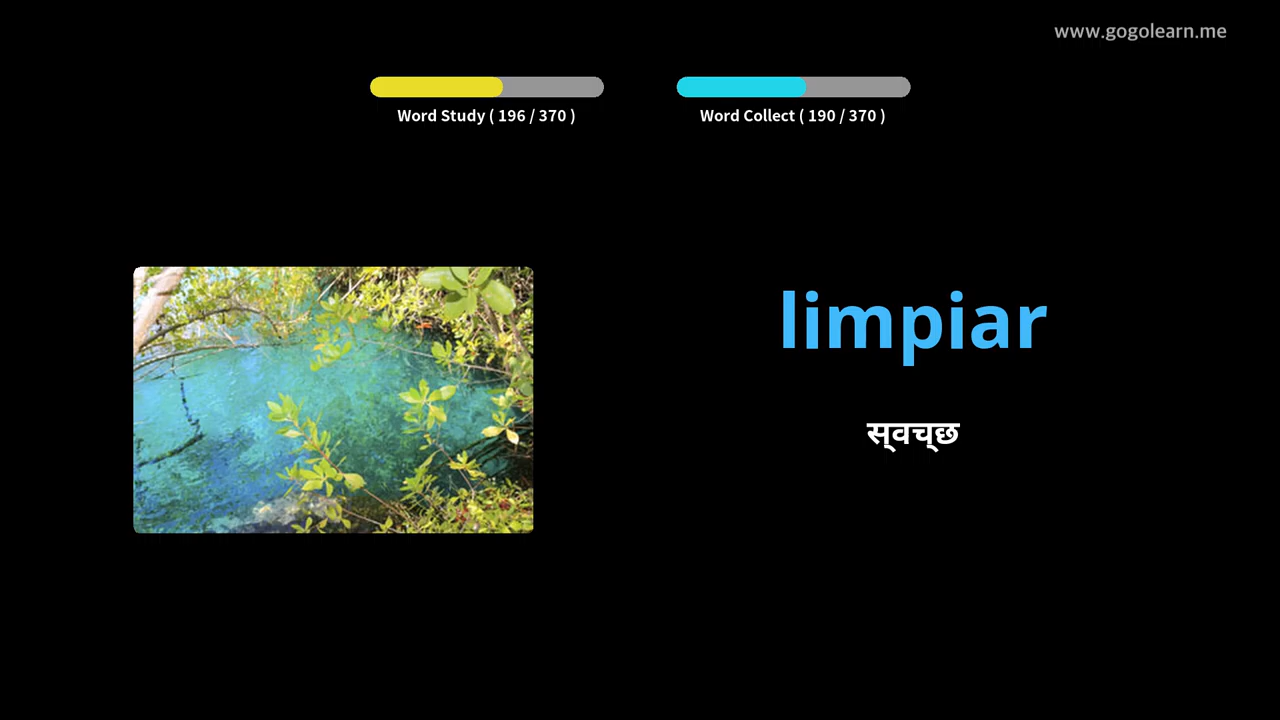 www.gogolearn.me
Word Study ( 196 / 370 )
Word Collect ( 190 / 370 )
limpiar
स्वच्छ